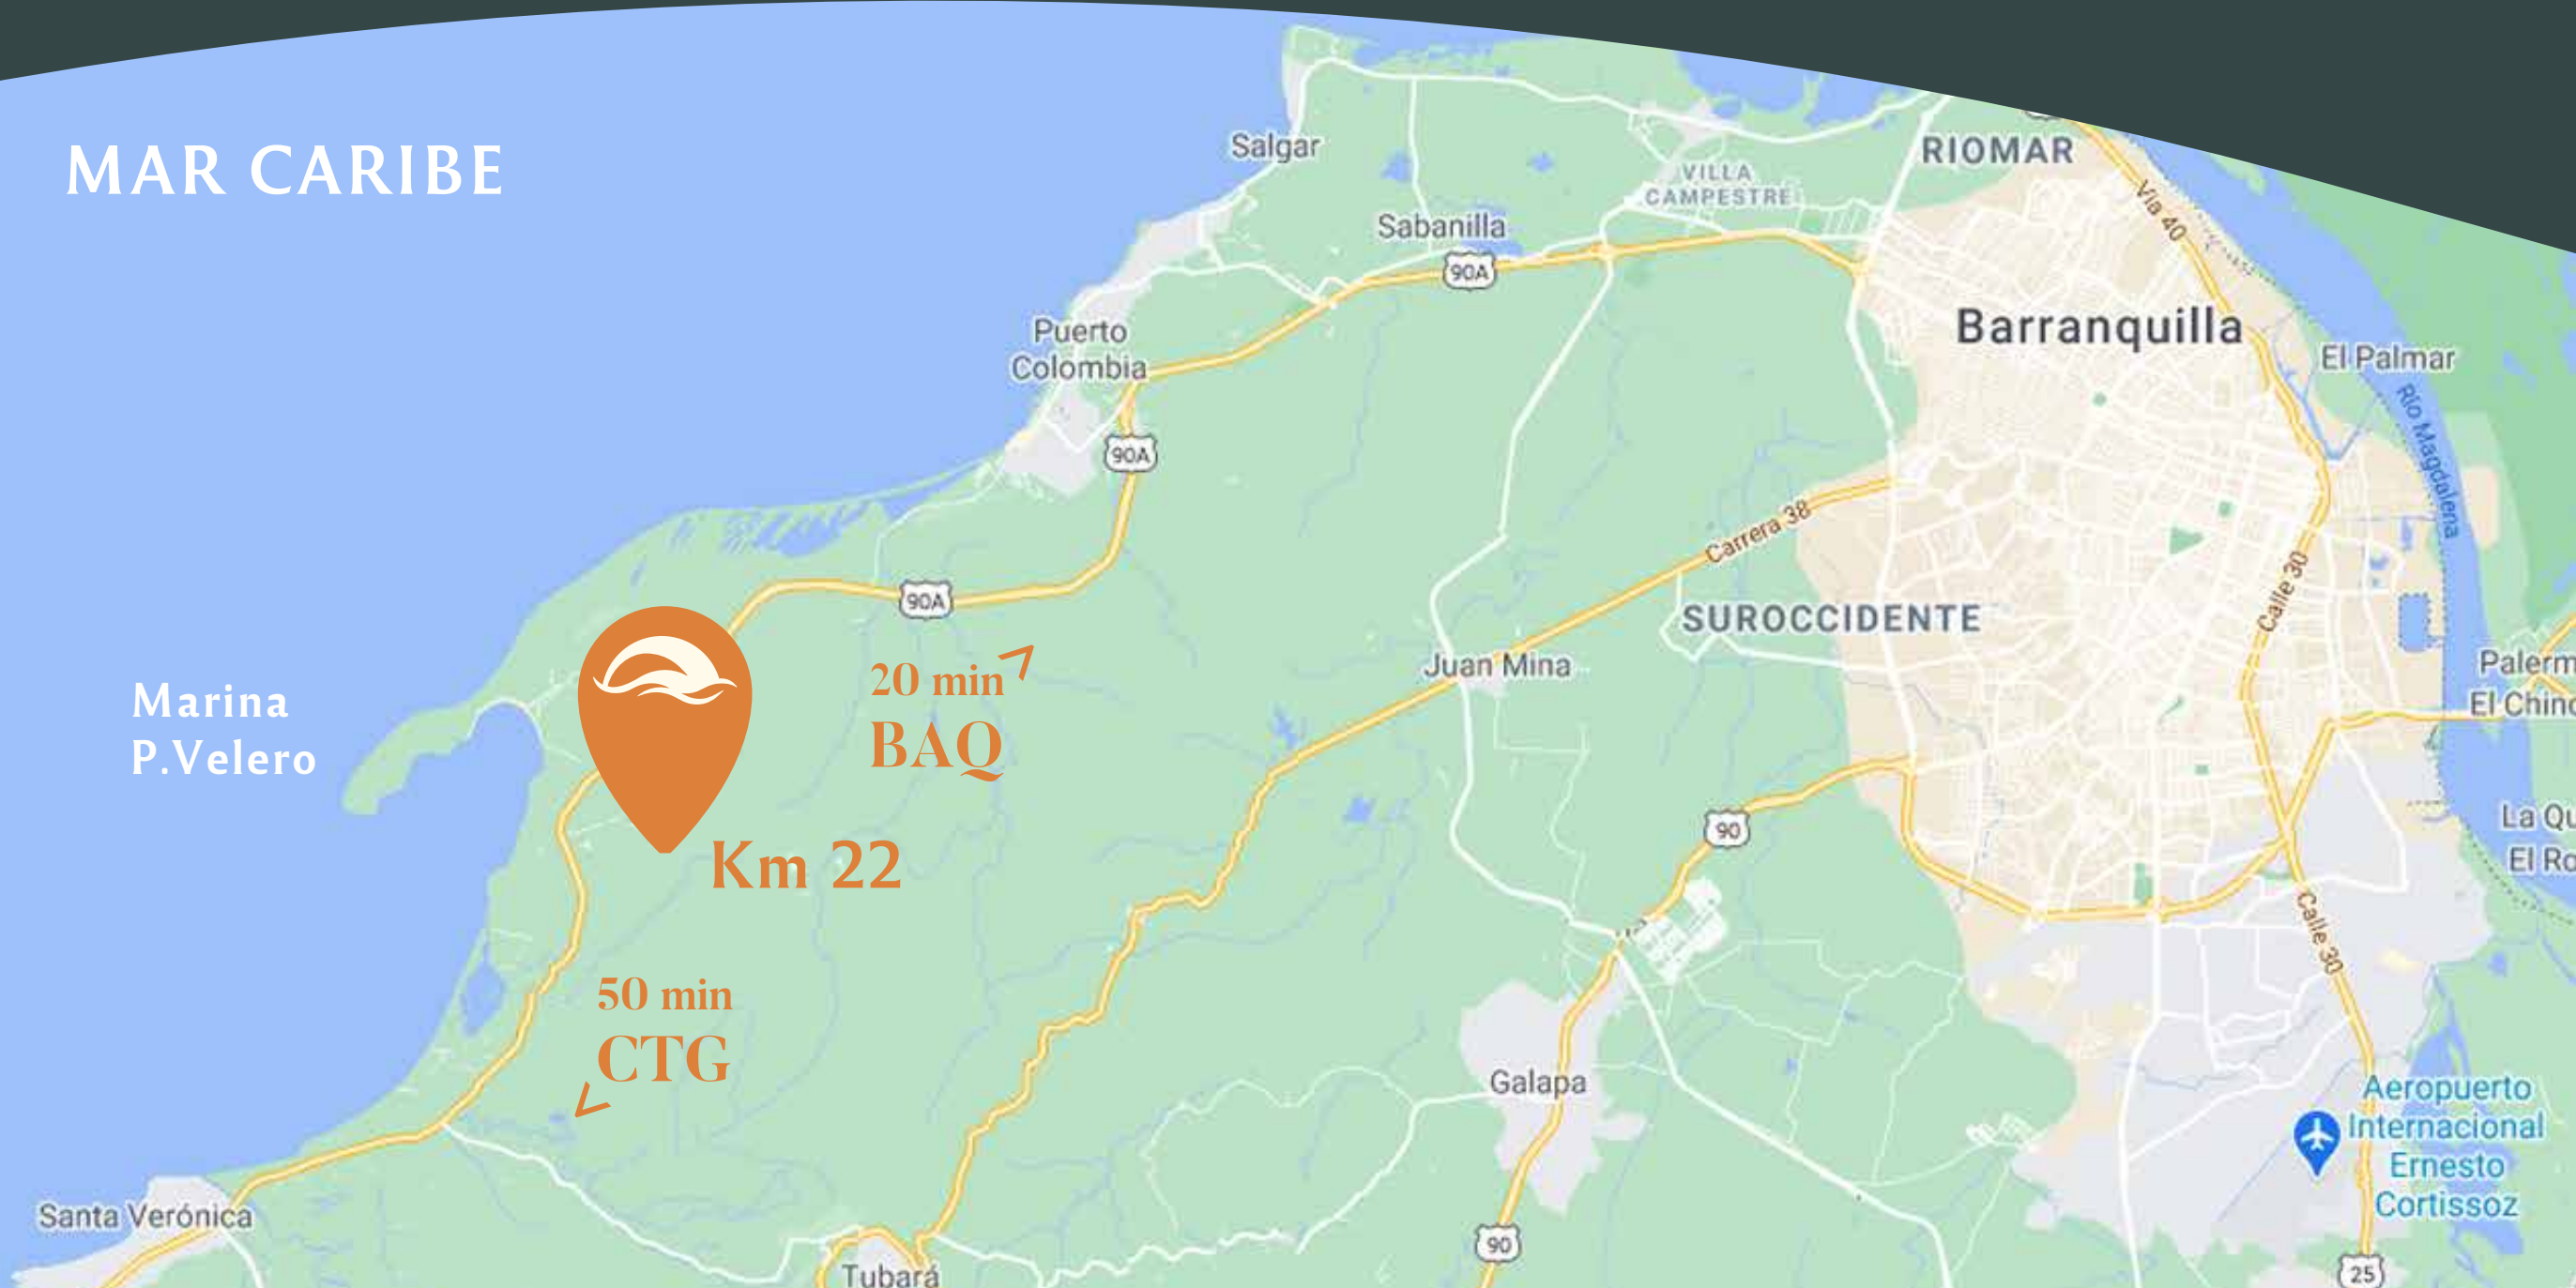 MAR CARIBE
Salgar
RIOMAR
VILLA
CAMPESTRE
Vía 40
Sabanilla
90A
Puerto
Colombia
Barranquilla
El Palmar
Río Magdalena
90A
Carrera 38
90A
Calle 30
SUROCCIDENTE
20 min
BAQ
Juan Mina
Palerm
El Chino
Marina
P.Velero
Km 22
90
La Qu
El Ro
Calle 30
50 min
CTG
Galapa
Aeropuerto
Internacional
Ernesto
Cortissoz
Santa Verónica
90
Tubará
25